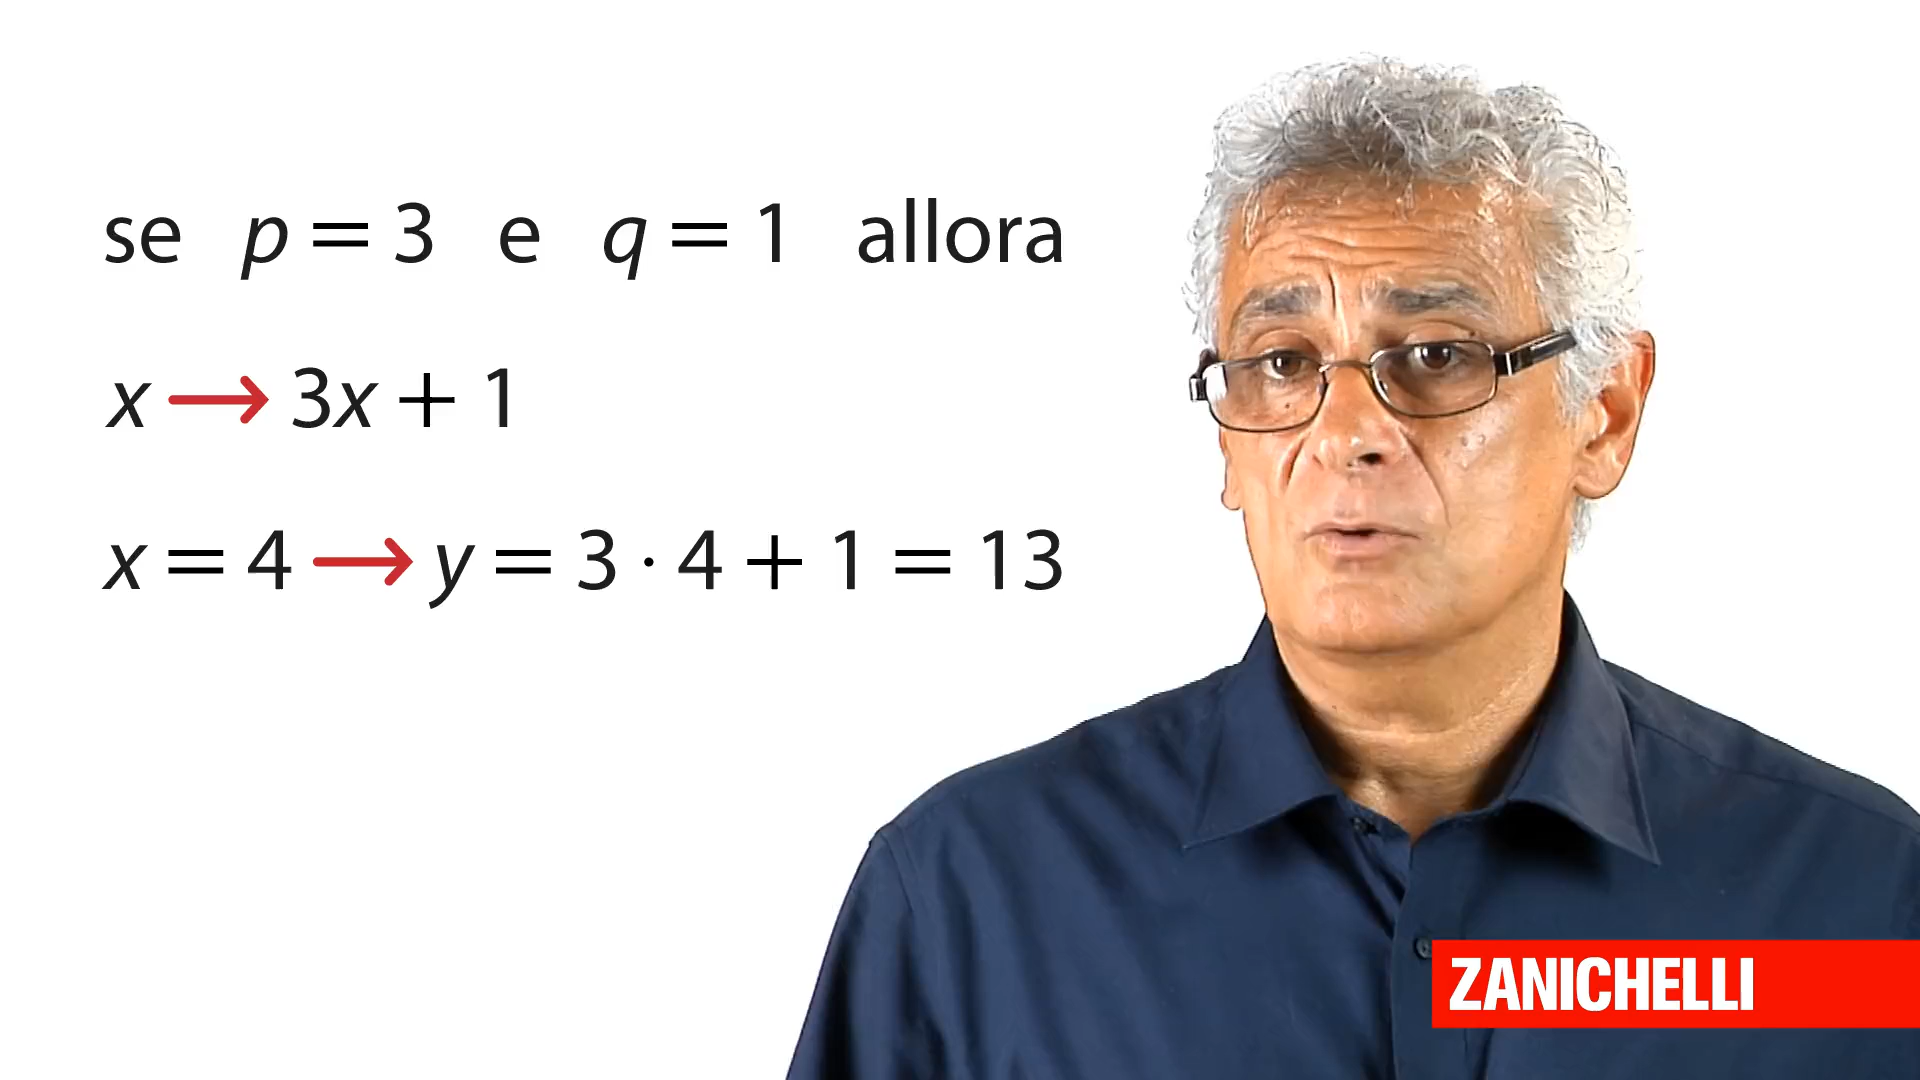 se p = 3 e q = 1 allora
x → 3x + 1
x = 4 → y = 3 · 4 + 1 = 13
ZANICHELLI